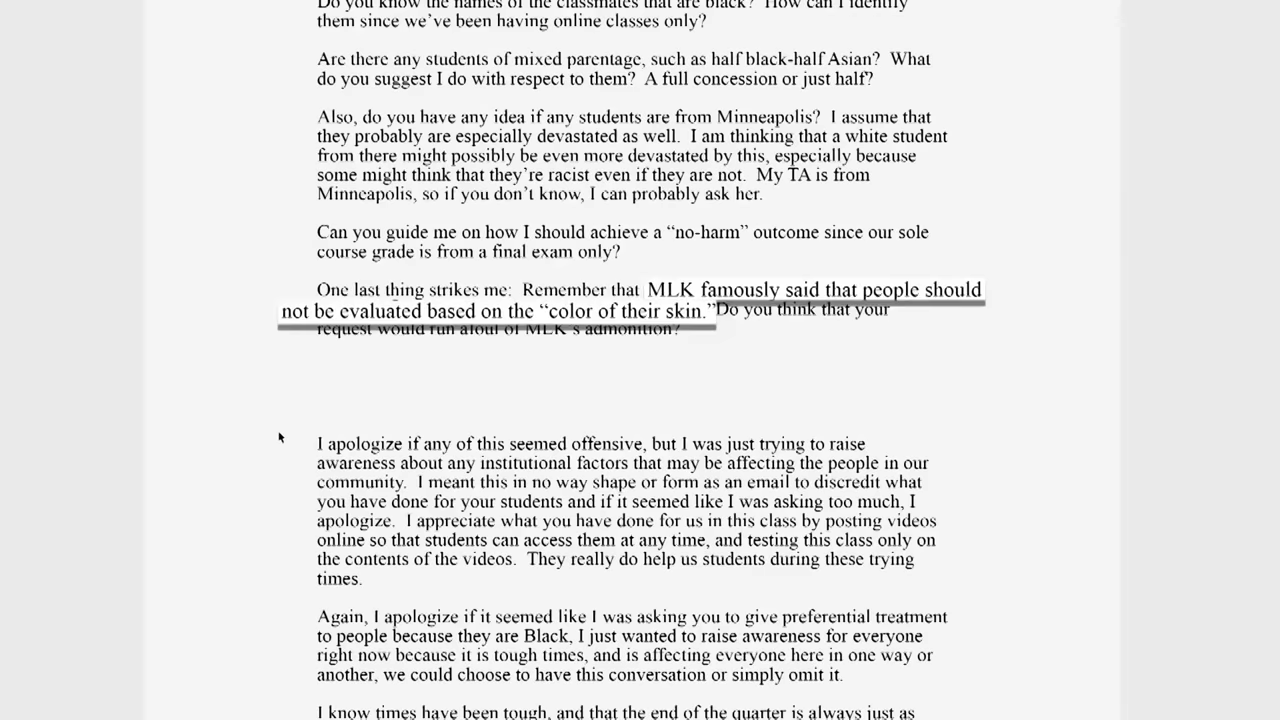 Do you know the names of the classmates that are black?  How can I identify
them since we’ve been having online classes only?
Are there any students of mixed parentage, such as half black-half Asian?  What
do you suggest I do with respect to them?  A full concession or just half?
Also, do you have any idea if any students are from Minneapolis?  I assume that
they probably are especially devastated as well.  I am thinking that a white student
from there might possibly be even more devastated by this, especially because
some might think that they’re racist even if they are not.  My TA is from
Minneapolis, so if you don’t know, I can probably ask her.
Can you guide me on how I should achieve a “no-harm” outcome since our sole
course grade is from a final exam only?
One last thing strikes me:  Remember that MLK famously said that people should
not be evaluated based on the “color of their skin.” Do you think that your
request would run afoul of MLK’s admonition?
I apologize if any of this seemed offensive, but I was just trying to raise
awareness about any institutional factors that may be affecting the people in our
community.  I meant this in no way shape or form as an email to discredit what
you have done for your students and if it seemed like I was asking too much, I
apologize.  I appreciate what you have done for us in this class by posting videos
online so that students can access them at any time, and testing this class only on
the contents of the videos.  They really do help us students during these trying
times.
Again, I apologize if it seemed like I was asking you to give preferential treatment
to people because they are Black, I just wanted to raise awareness for everyone
right now because it is tough times, and is affecting everyone here in one way or
another, we could choose to have this conversation or simply omit it.
I know times have been tough, and that the end of the quarter is always just as